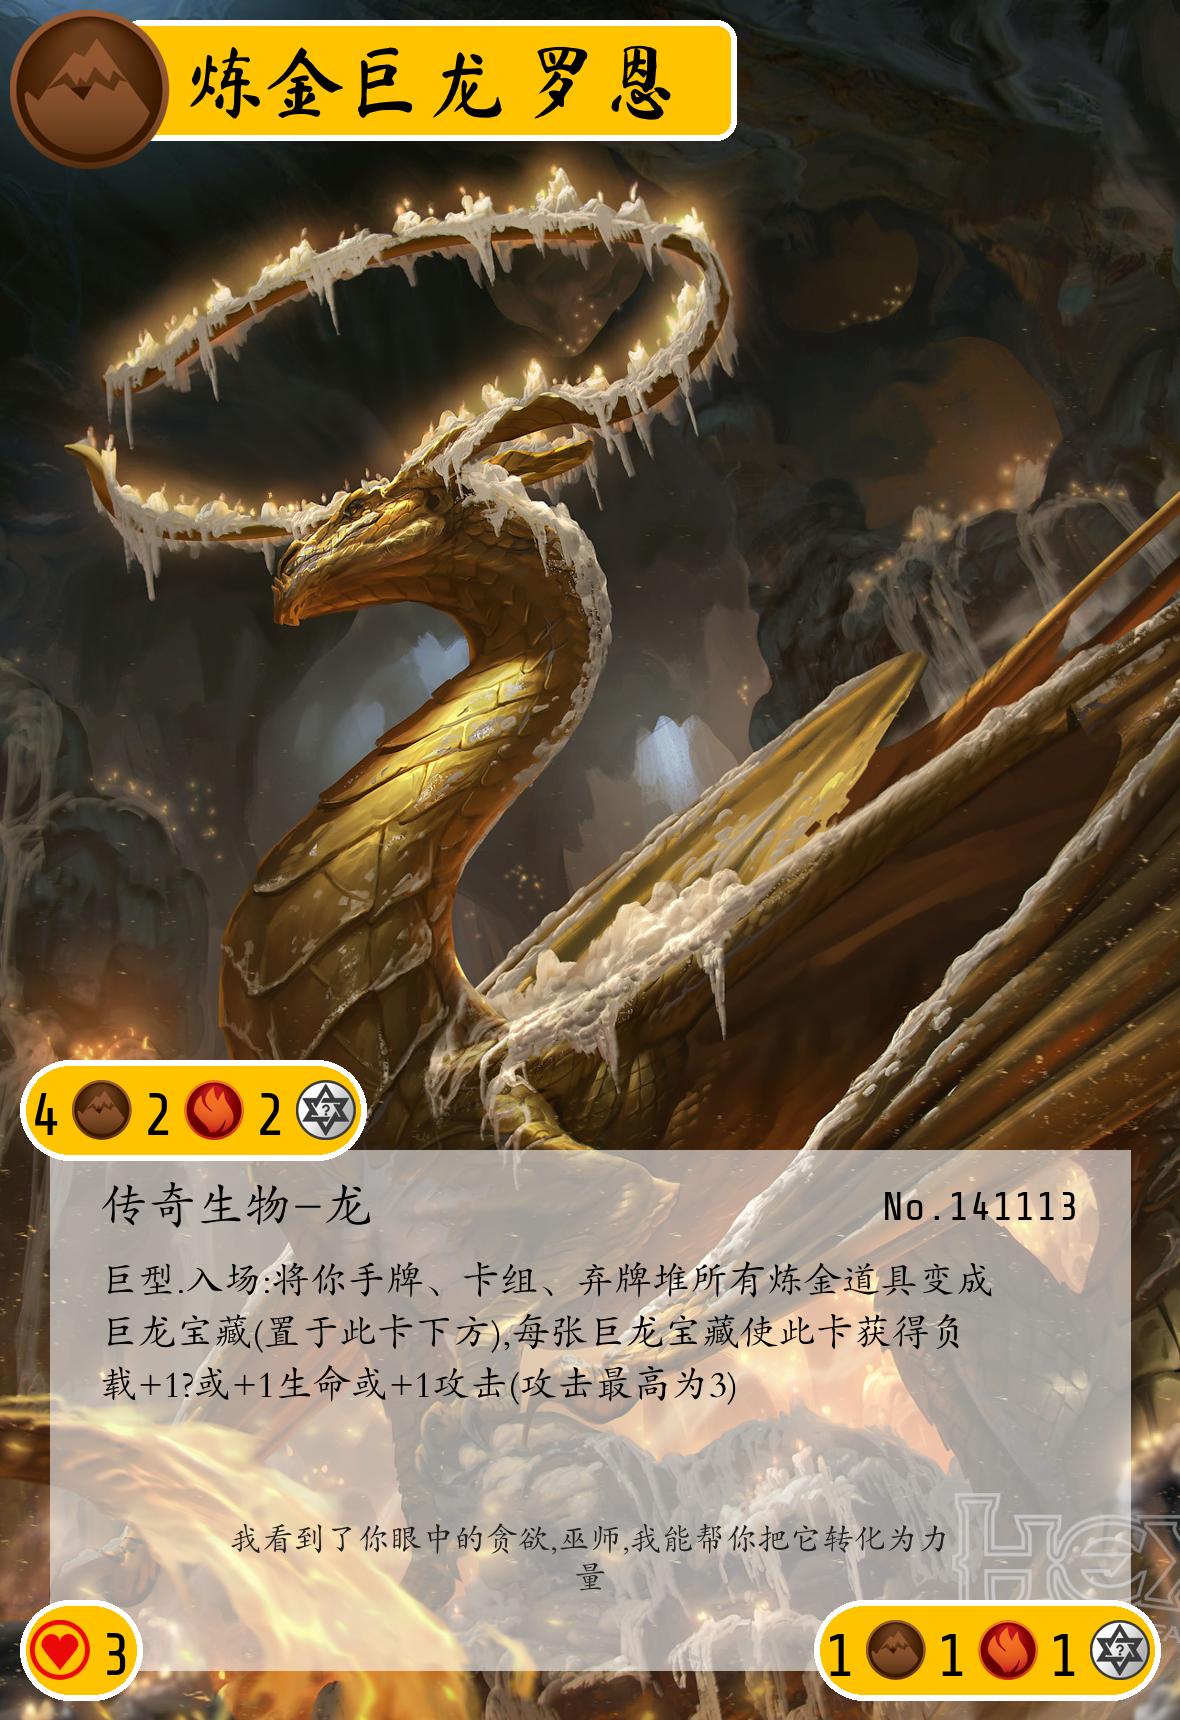 炼金巨龙 罗恩
4 2 2 ?
传奇生物-龙 No.141113
巨型.入场:将你手牌、卡组、弃牌堆所有炼金道具变成
巨龙宝藏(置于此卡下方),每张巨龙宝藏使此卡获得负
载+1?或+1生命或+1攻击(攻击最高为3)
我看到了你眼中的贪欲,巫师,我能帮你把它转化为力
量
HEX
3 1 1 1 ?